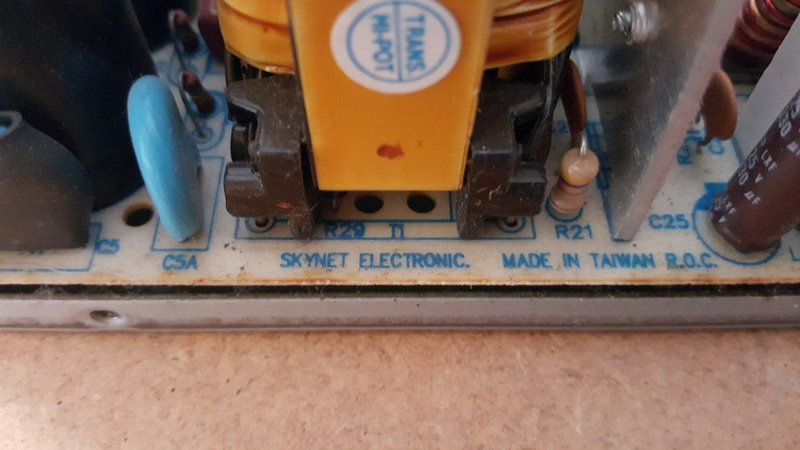 TRANS
HI-POT
C5
C5A
R29 T1
R21
C25
SKYNET ELECTRONIC. MADE IN TAIWAN R.O.C.